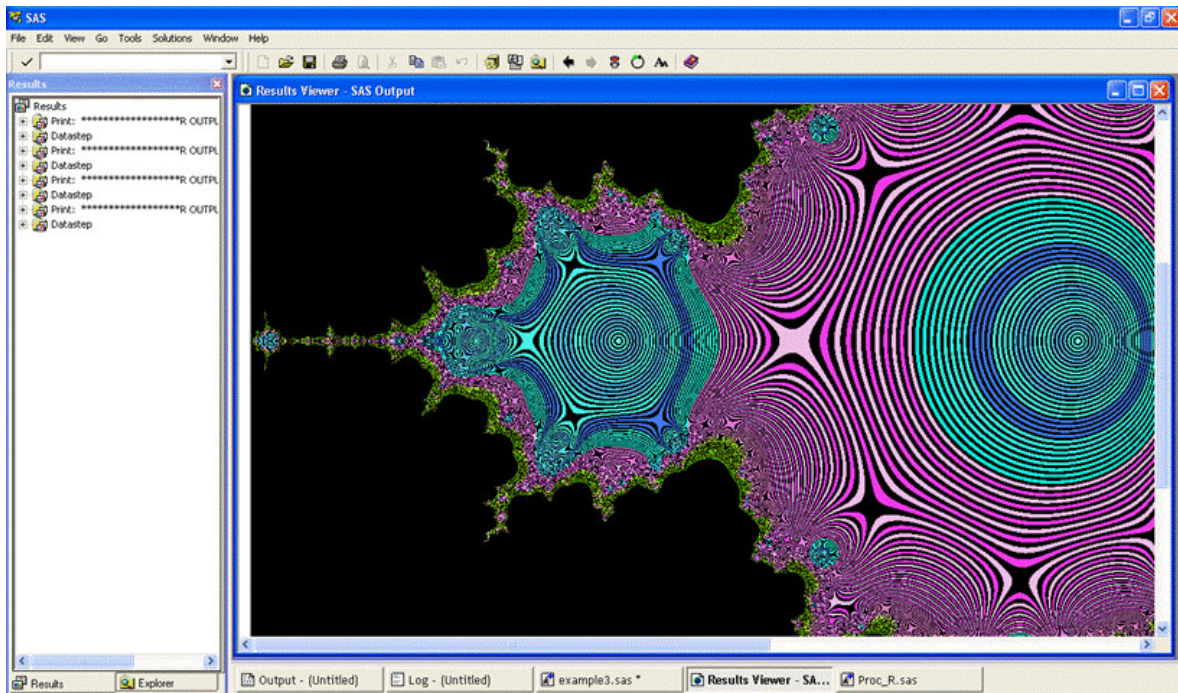 SAS
File Edit View Go Tools Solutions Window Help
Results
Results Viewer - SAS Output
Results
Print: *******************R OUTPU
Datastep
Print: *******************R OUTPU
Datastep
Print: *******************R OUTPU
Datastep
Print: *******************R OUTPU
Datastep
Results
Explorer
Output - (Untitled)
Log - (Untitled)
example3.sas *
Results Viewer - SA...
Proc_R.sas